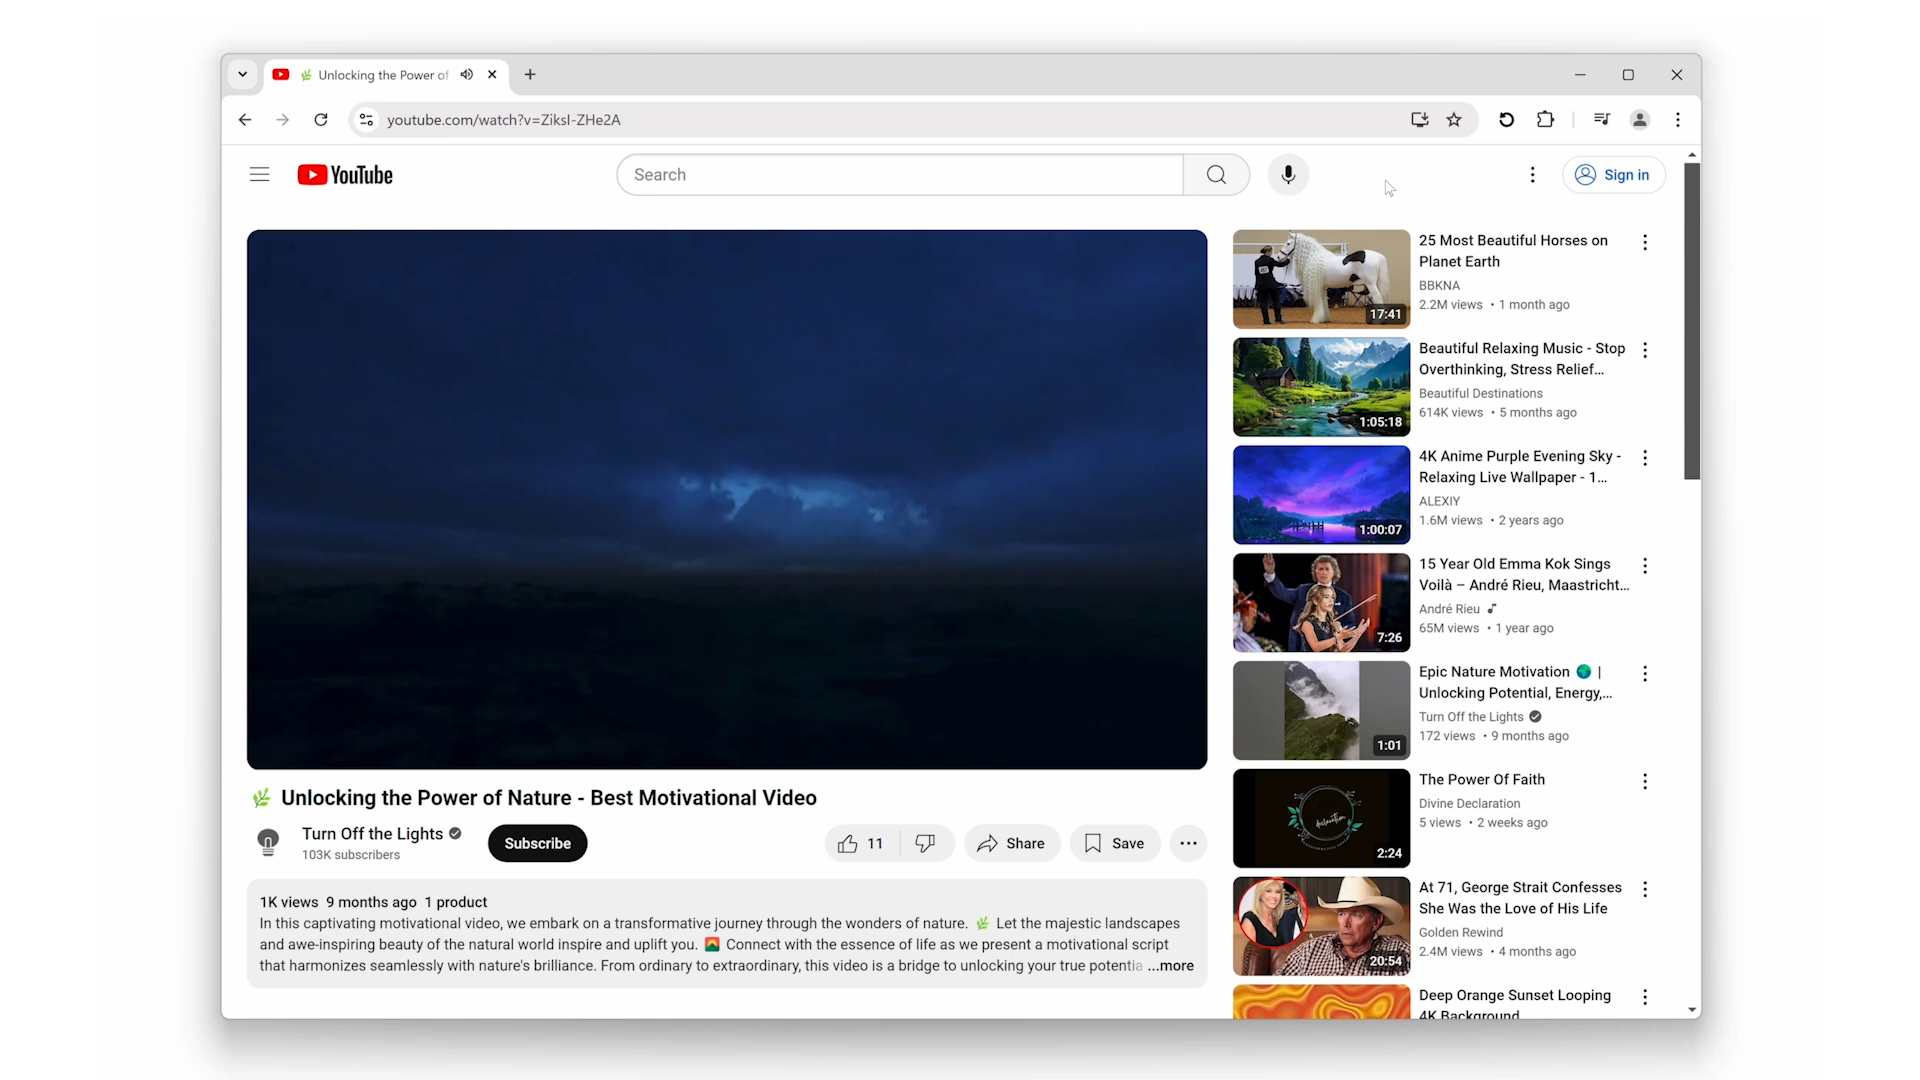 Unlocking the Power of
youtube.com/watch?v=ZiksI-ZHe2A
YouTube
Search
Sign in
25 Most Beautiful Horses on
Planet Earth
BBKNA
2.2M views • 1 month ago
17:41
Beautiful Relaxing Music - Stop
Overthinking, Stress Relief...
Beautiful Destinations
614K views • 5 months ago
1:05:18
4K Anime Purple Evening Sky -
Relaxing Live Wallpaper - 1...
ALEXIY
1.6M views • 2 years ago
1:00:07
15 Year Old Emma Kok Sings
Voilà – André Rieu, Maastricht...
André Rieu
65M views • 1 year ago
7:26
Epic Nature Motivation 🌍 |
Unlocking Potential, Energy,...
Turn Off the Lights
172 views • 9 months ago
1:01
The Power Of Faith
Divine Declaration
5 views • 2 weeks ago
2:24
At 71, George Strait Confesses
She Was the Love of His Life
Golden Rewind
2.4M views • 4 months ago
20:54
Deep Orange Sunset Looping
4K Background
🌿 Unlocking the Power of Nature - Best Motivational Video
Turn Off the Lights
103K subscribers
Subscribe
11
Share
Save
1K views 9 months ago 1 product
In this captivating motivational video, we embark on a transformative journey through the wonders of nature. 🌿 Let the majestic landscapes
and awe-inspiring beauty of the natural world inspire and uplift you. 🌄 Connect with the essence of life as we present a motivational script
that harmonizes seamlessly with nature's brilliance. From ordinary to extraordinary, this video is a bridge to unlocking your true potentia ...more